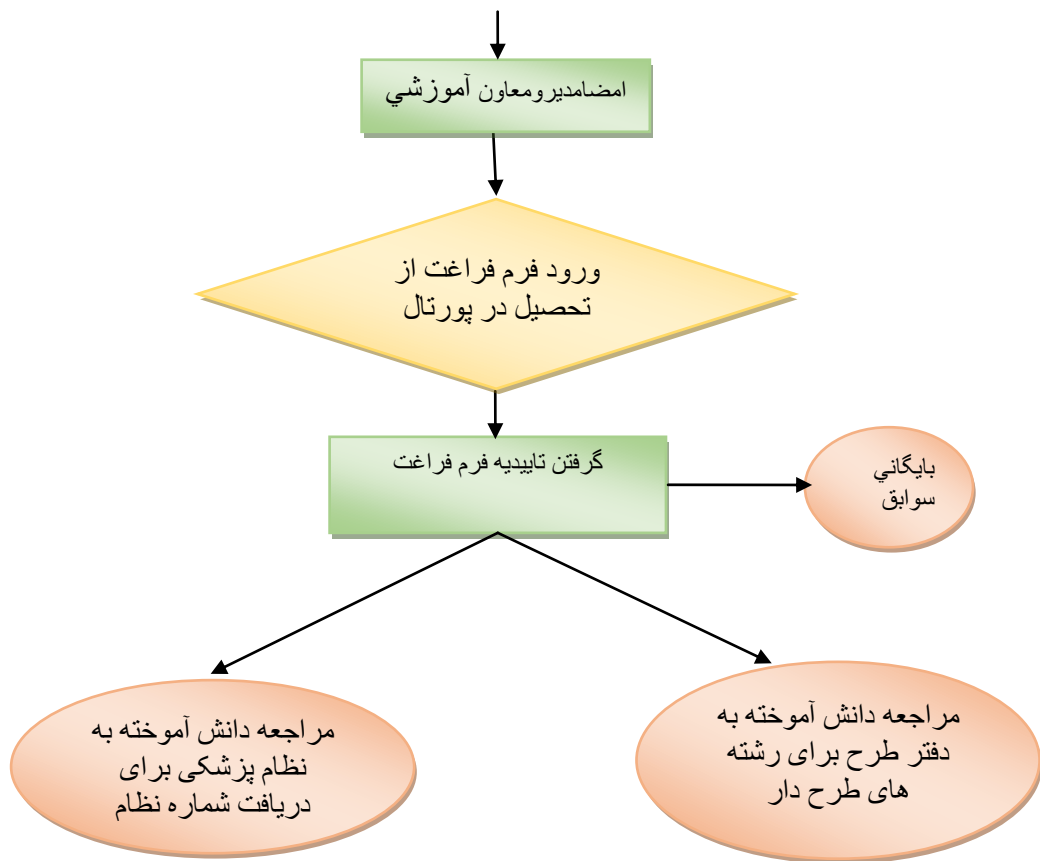 امضامديرومعاون آموزشي
ورود فرم فراغت از
تحصیل در پورتال
گرفتن تاييديه فرم فراغت
بايگاني
سوابق
مراجعه دانش آموخته به
دفتر طرح برای رشته
های طرح دار
مراجعه دانش آموخته به
نظام پزشکی برای
دریافت شماره نظام